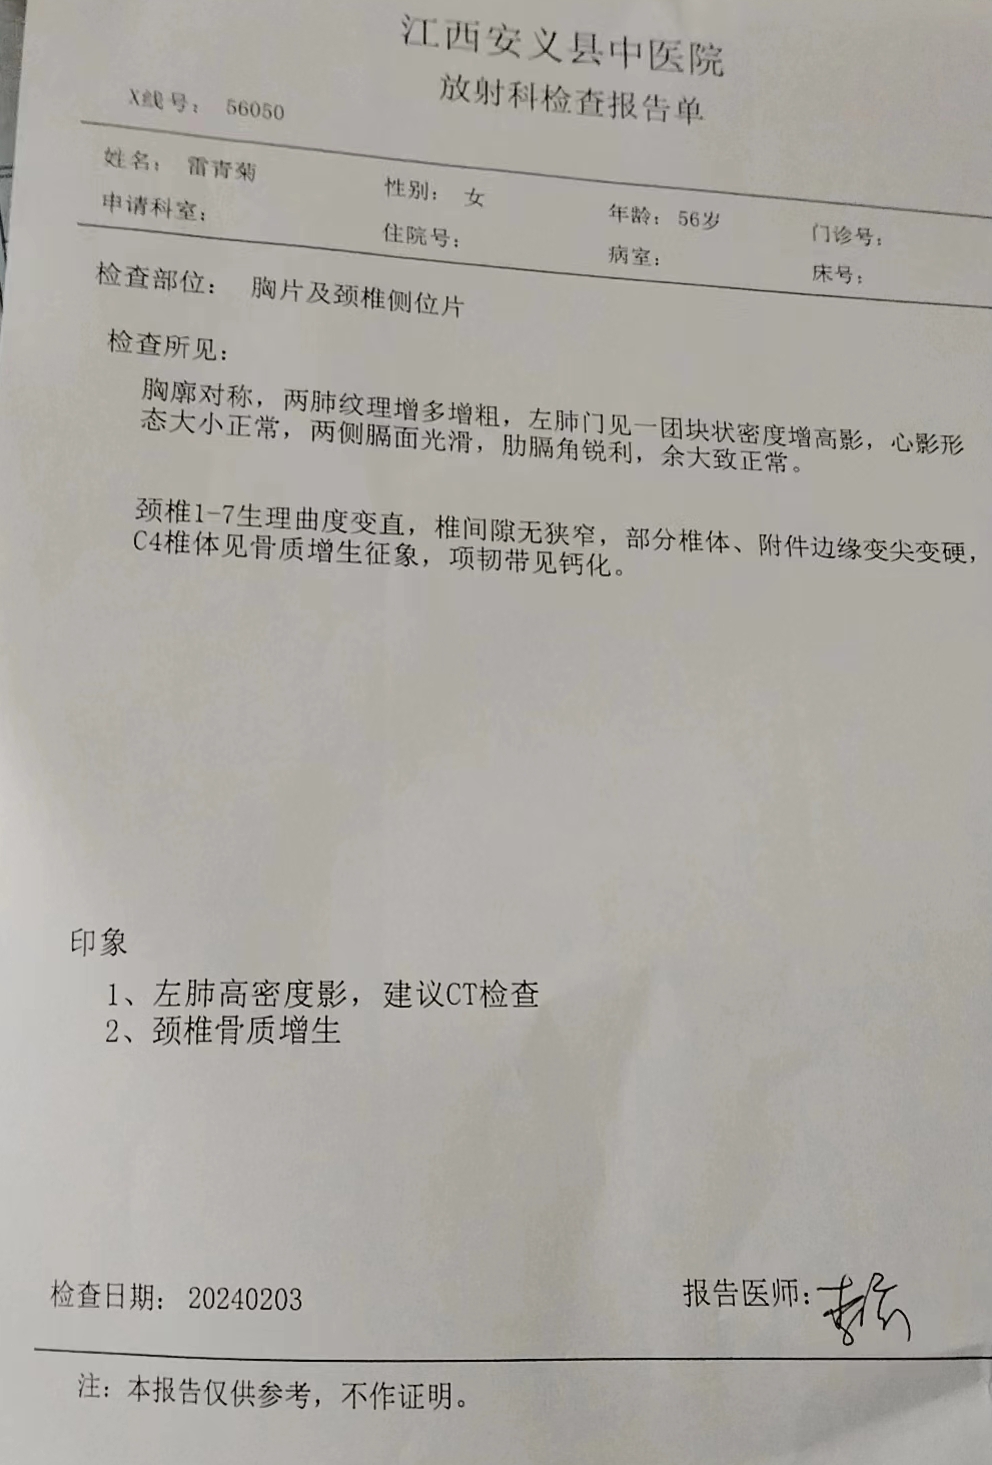 江西安义县中医院
放射科检查报告单
X线号： 56050
姓名： 雷青菊 性别： 女 年龄： 56岁 门诊号：
申请科室： 住院号： 病室： 床号：
检查部位： 胸片及颈椎侧位片
检查所见：
胸廓对称，两肺纹理增多增粗，左肺门见一团块状密度增高影，心影形
态大小正常，两侧膈面光滑，肋膈角锐利，余大致正常。
颈椎1-7生理曲度变直，椎间隙无狭窄，部分椎体、附件边缘变尖变硬，
C4椎体见骨质增生征象，项韧带见钙化。
印象
1、左肺高密度影，建议CT检查
2、颈椎骨质增生
检查日期： 20240203 报告医师：
注：本报告仅供参考，不作证明。